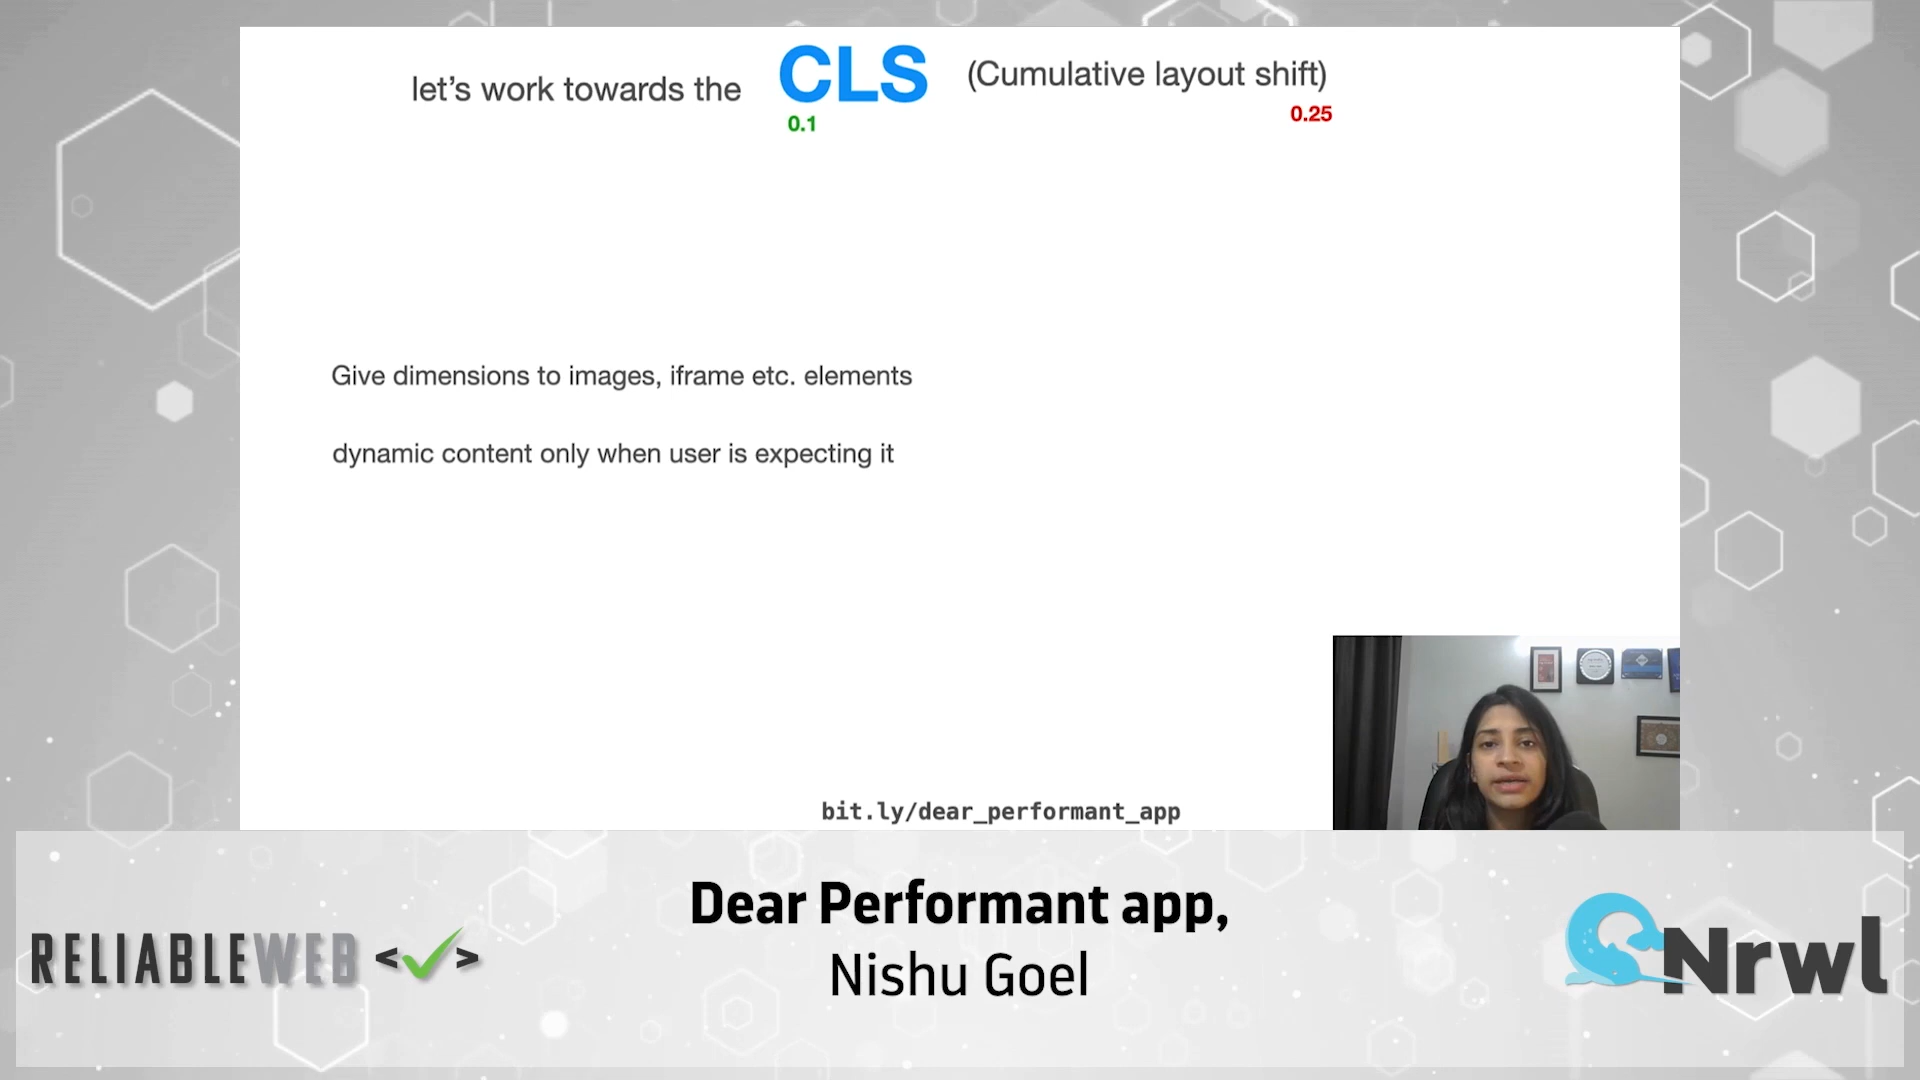 let's work towards the CLS (Cumulative layout shift)
0.1 0.25
Give dimensions to images, iframe etc. elements
dynamic content only when user is expecting it
bit.ly/dear_performant_app
RELIABLEWEB <✓>
Dear Performant app,
Nishu Goel
Nrwl